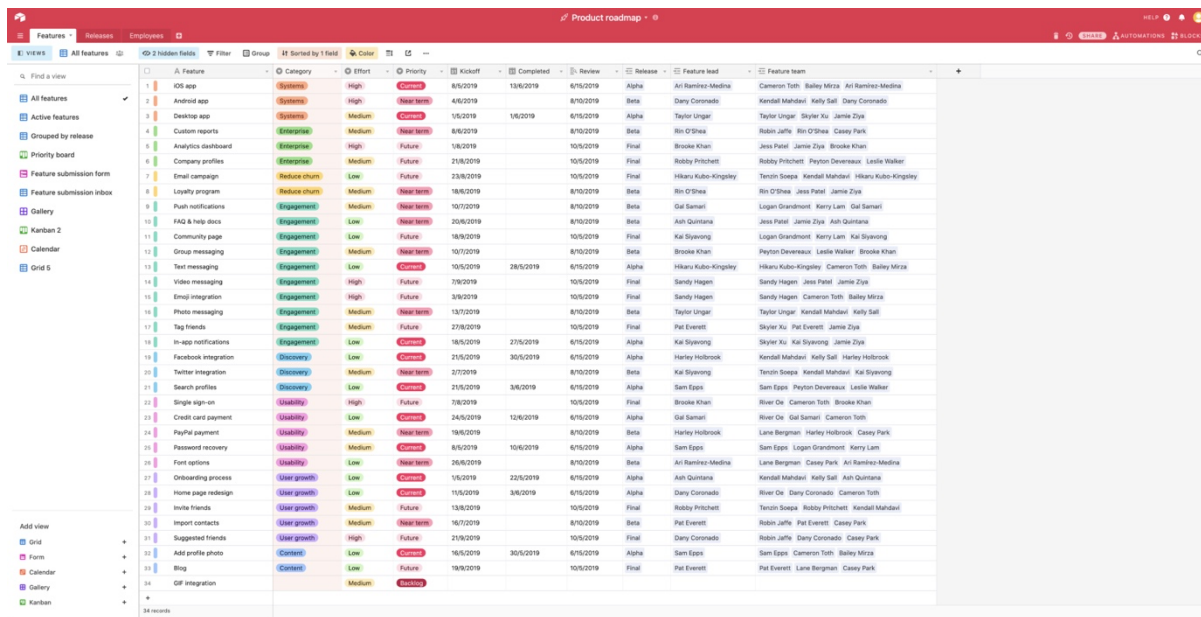 Product roadmap
HELP
Features Releases Employees
SHARE AUTOMATIONS BLOCK
VIEWS All features 2 hidden fields Filter Group Sorted by 1 field Color
Find a view
All features
Active features
Grouped by release
Priority board
Feature submission form
Feature submission inbox
Gallery
Kanban 2
Calendar
Grid 5
Add view
Grid +
Form +
Calendar +
Gallery +
Kanban +
Feature Category Effort Priority Kickoff Completed Review Release Feature lead Feature team +
1 iOS app Systems High Current 8/5/2019 13/6/2019 6/15/2019 Alpha Ari Ramírez-Medina Cameron Toth Bailey Mirza Ari Ramírez-Medina
2 Android app Systems High Near term 4/6/2019 8/10/2019 Beta Dany Coronado Kendall Mahdavi Kelly Sall Dany Coronado
3 Desktop app Systems Medium Current 1/5/2019 1/6/2019 6/15/2019 Alpha Taylor Ungar Taylor Ungar Skyler Xu Jamie Ziya
4 Custom reports Enterprise Medium Near term 8/6/2019 8/10/2019 Beta Rin O'Shea Robin Jaffe Rin O'Shea Casey Park
5 Analytics dashboard Enterprise High Future 1/8/2019 10/5/2019 Final Brooke Khan Jess Patel Jamie Ziya Brooke Khan
6 Company profiles Enterprise Medium Future 21/8/2019 10/5/2019 Final Robby Pritchett Robby Pritchett Peyton Devereaux Leslie Walker
7 Email campaign Reduce churn Low Future 23/8/2019 10/5/2019 Final Hikaru Kubo-Kingsley Tenzin Soepa Kendall Mahdavi Hikaru Kubo-Kingsley
8 Loyalty program Reduce churn Medium Near term 18/6/2019 8/10/2019 Beta Rin O'Shea Rin O'Shea Jess Patel Jamie Ziya
9 Push notifications Engagement Medium Near term 10/7/2019 8/10/2019 Beta Gal Samari Logan Grandmont Kerry Lam Gal Samari
10 FAQ & help docs Engagement Low Near term 20/6/2019 8/10/2019 Beta Ash Quintana Jess Patel Jamie Ziya Ash Quintana
11 Community page Engagement Low Future 18/9/2019 10/5/2019 Final Kai Siyavong Logan Grandmont Kerry Lam Kai Siyavong
12 Group messaging Engagement Medium Near term 10/7/2019 8/10/2019 Beta Brooke Khan Peyton Devereaux Leslie Walker Brooke Khan
13 Text messaging Engagement Low Current 10/5/2019 28/5/2019 6/15/2019 Alpha Hikaru Kubo-Kingsley Hikaru Kubo-Kingsley Cameron Toth Bailey Mirza
14 Video messaging Engagement High Future 7/9/2019 10/5/2019 Final Sandy Hagen Sandy Hagen Jess Patel Jamie Ziya
15 Emoji integration Engagement High Future 3/9/2019 10/5/2019 Final Sandy Hagen Sandy Hagen Cameron Toth Bailey Mirza
16 Photo messaging Engagement Medium Near term 13/7/2019 8/10/2019 Beta Taylor Ungar Taylor Ungar Kendall Mahdavi Kelly Sall
17 Tag friends Engagement Medium Future 27/8/2019 10/5/2019 Final Pat Everett Skyler Xu Pat Everett Jamie Ziya
18 In-app notifications Engagement Low Current 18/5/2019 27/5/2019 6/15/2019 Alpha Kai Siyavong Skyler Xu Kai Siyavong Jamie Ziya
19 Facebook integration Discovery Low Current 21/5/2019 30/5/2019 6/15/2019 Alpha Harley Holbrook Kendall Mahdavi Kelly Sall Harley Holbrook
20 Twitter integration Discovery Medium Near term 2/7/2019 8/10/2019 Beta Kai Siyavong Tenzin Soepa Kendall Mahdavi Kai Siyavong
21 Search profiles Discovery Low Current 21/5/2019 3/6/2019 6/15/2019 Alpha Sam Epps Sam Epps Peyton Devereaux Leslie Walker
22 Single sign-on Usability High Future 7/8/2019 10/5/2019 Final Brooke Khan River Oe Cameron Toth Brooke Khan
23 Credit card payment Usability Low Current 24/5/2019 12/6/2019 6/15/2019 Alpha Gal Samari River Oe Gal Samari Cameron Toth
24 PayPal payment Usability Medium Near term 19/6/2019 8/10/2019 Beta Harley Holbrook Lane Bergman Harley Holbrook Casey Park
25 Password recovery Usability Medium Current 8/5/2019 10/6/2019 6/15/2019 Alpha Sam Epps Sam Epps Logan Grandmont Kerry Lam
26 Font options Usability Low Near term 26/6/2019 8/10/2019 Beta Ari Ramírez-Medina Lane Bergman Casey Park Ari Ramírez-Medina
27 Onboarding process User growth Low Current 1/5/2019 22/5/2019 6/15/2019 Alpha Ash Quintana Kendall Mahdavi Kelly Sall Ash Quintana
28 Home page redesign User growth Low Current 11/5/2019 3/6/2019 6/15/2019 Alpha Dany Coronado River Oe Dany Coronado Cameron Toth
29 Invite friends User growth Medium Future 13/8/2019 10/5/2019 Final Robby Pritchett Tenzin Soepa Robby Pritchett Kendall Mahdavi
30 Import contacts User growth Medium Near term 16/7/2019 8/10/2019 Beta Pat Everett Robin Jaffe Pat Everett Casey Park
31 Suggested friends User growth High Future 21/9/2019 10/5/2019 Final Dany Coronado Robin Jaffe Dany Coronado Casey Park
32 Add profile photo Content Low Current 16/5/2019 30/5/2019 6/15/2019 Alpha Sam Epps Sam Epps Cameron Toth Bailey Mirza
33 Blog Content Low Future 19/9/2019 10/5/2019 Final Pat Everett Pat Everett Lane Bergman Casey Park
34 GIF integration Medium Backlog
+
34 records